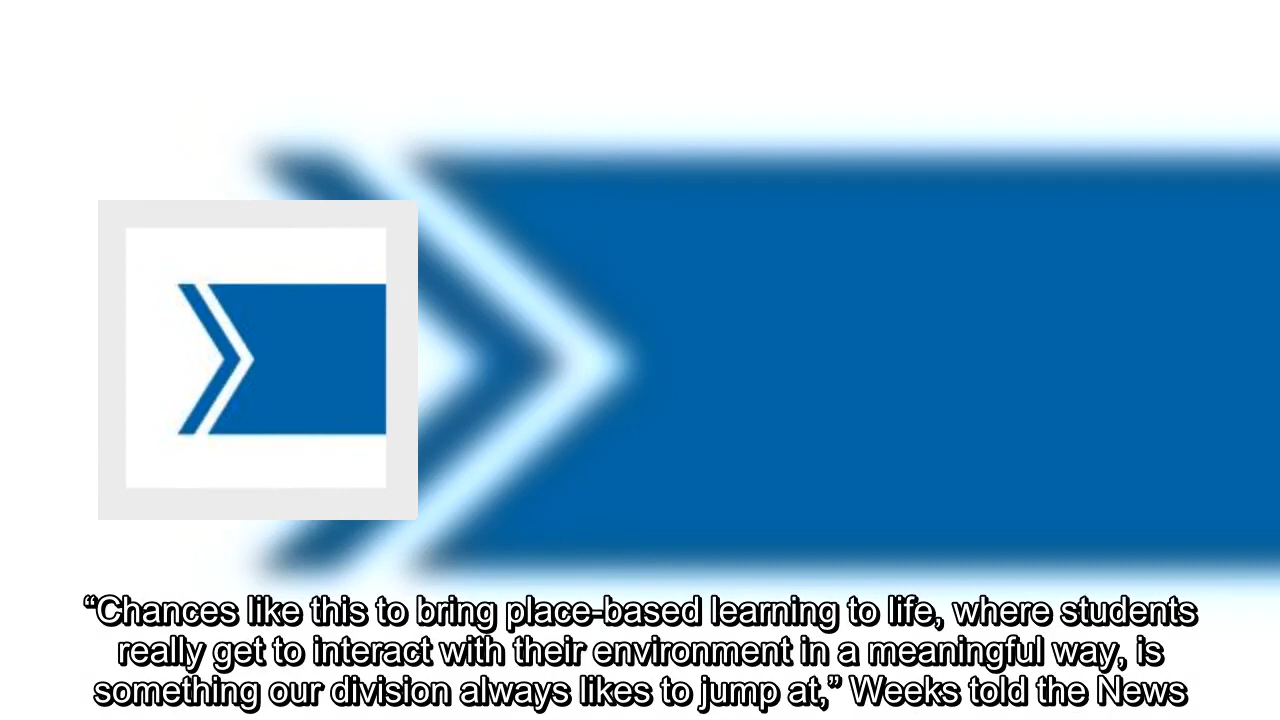 “Chances like this to bring place-based learning to life, where students
really get to interact with their environment in a meaningful way, is
something our division always likes to jump at,” Weeks told the News